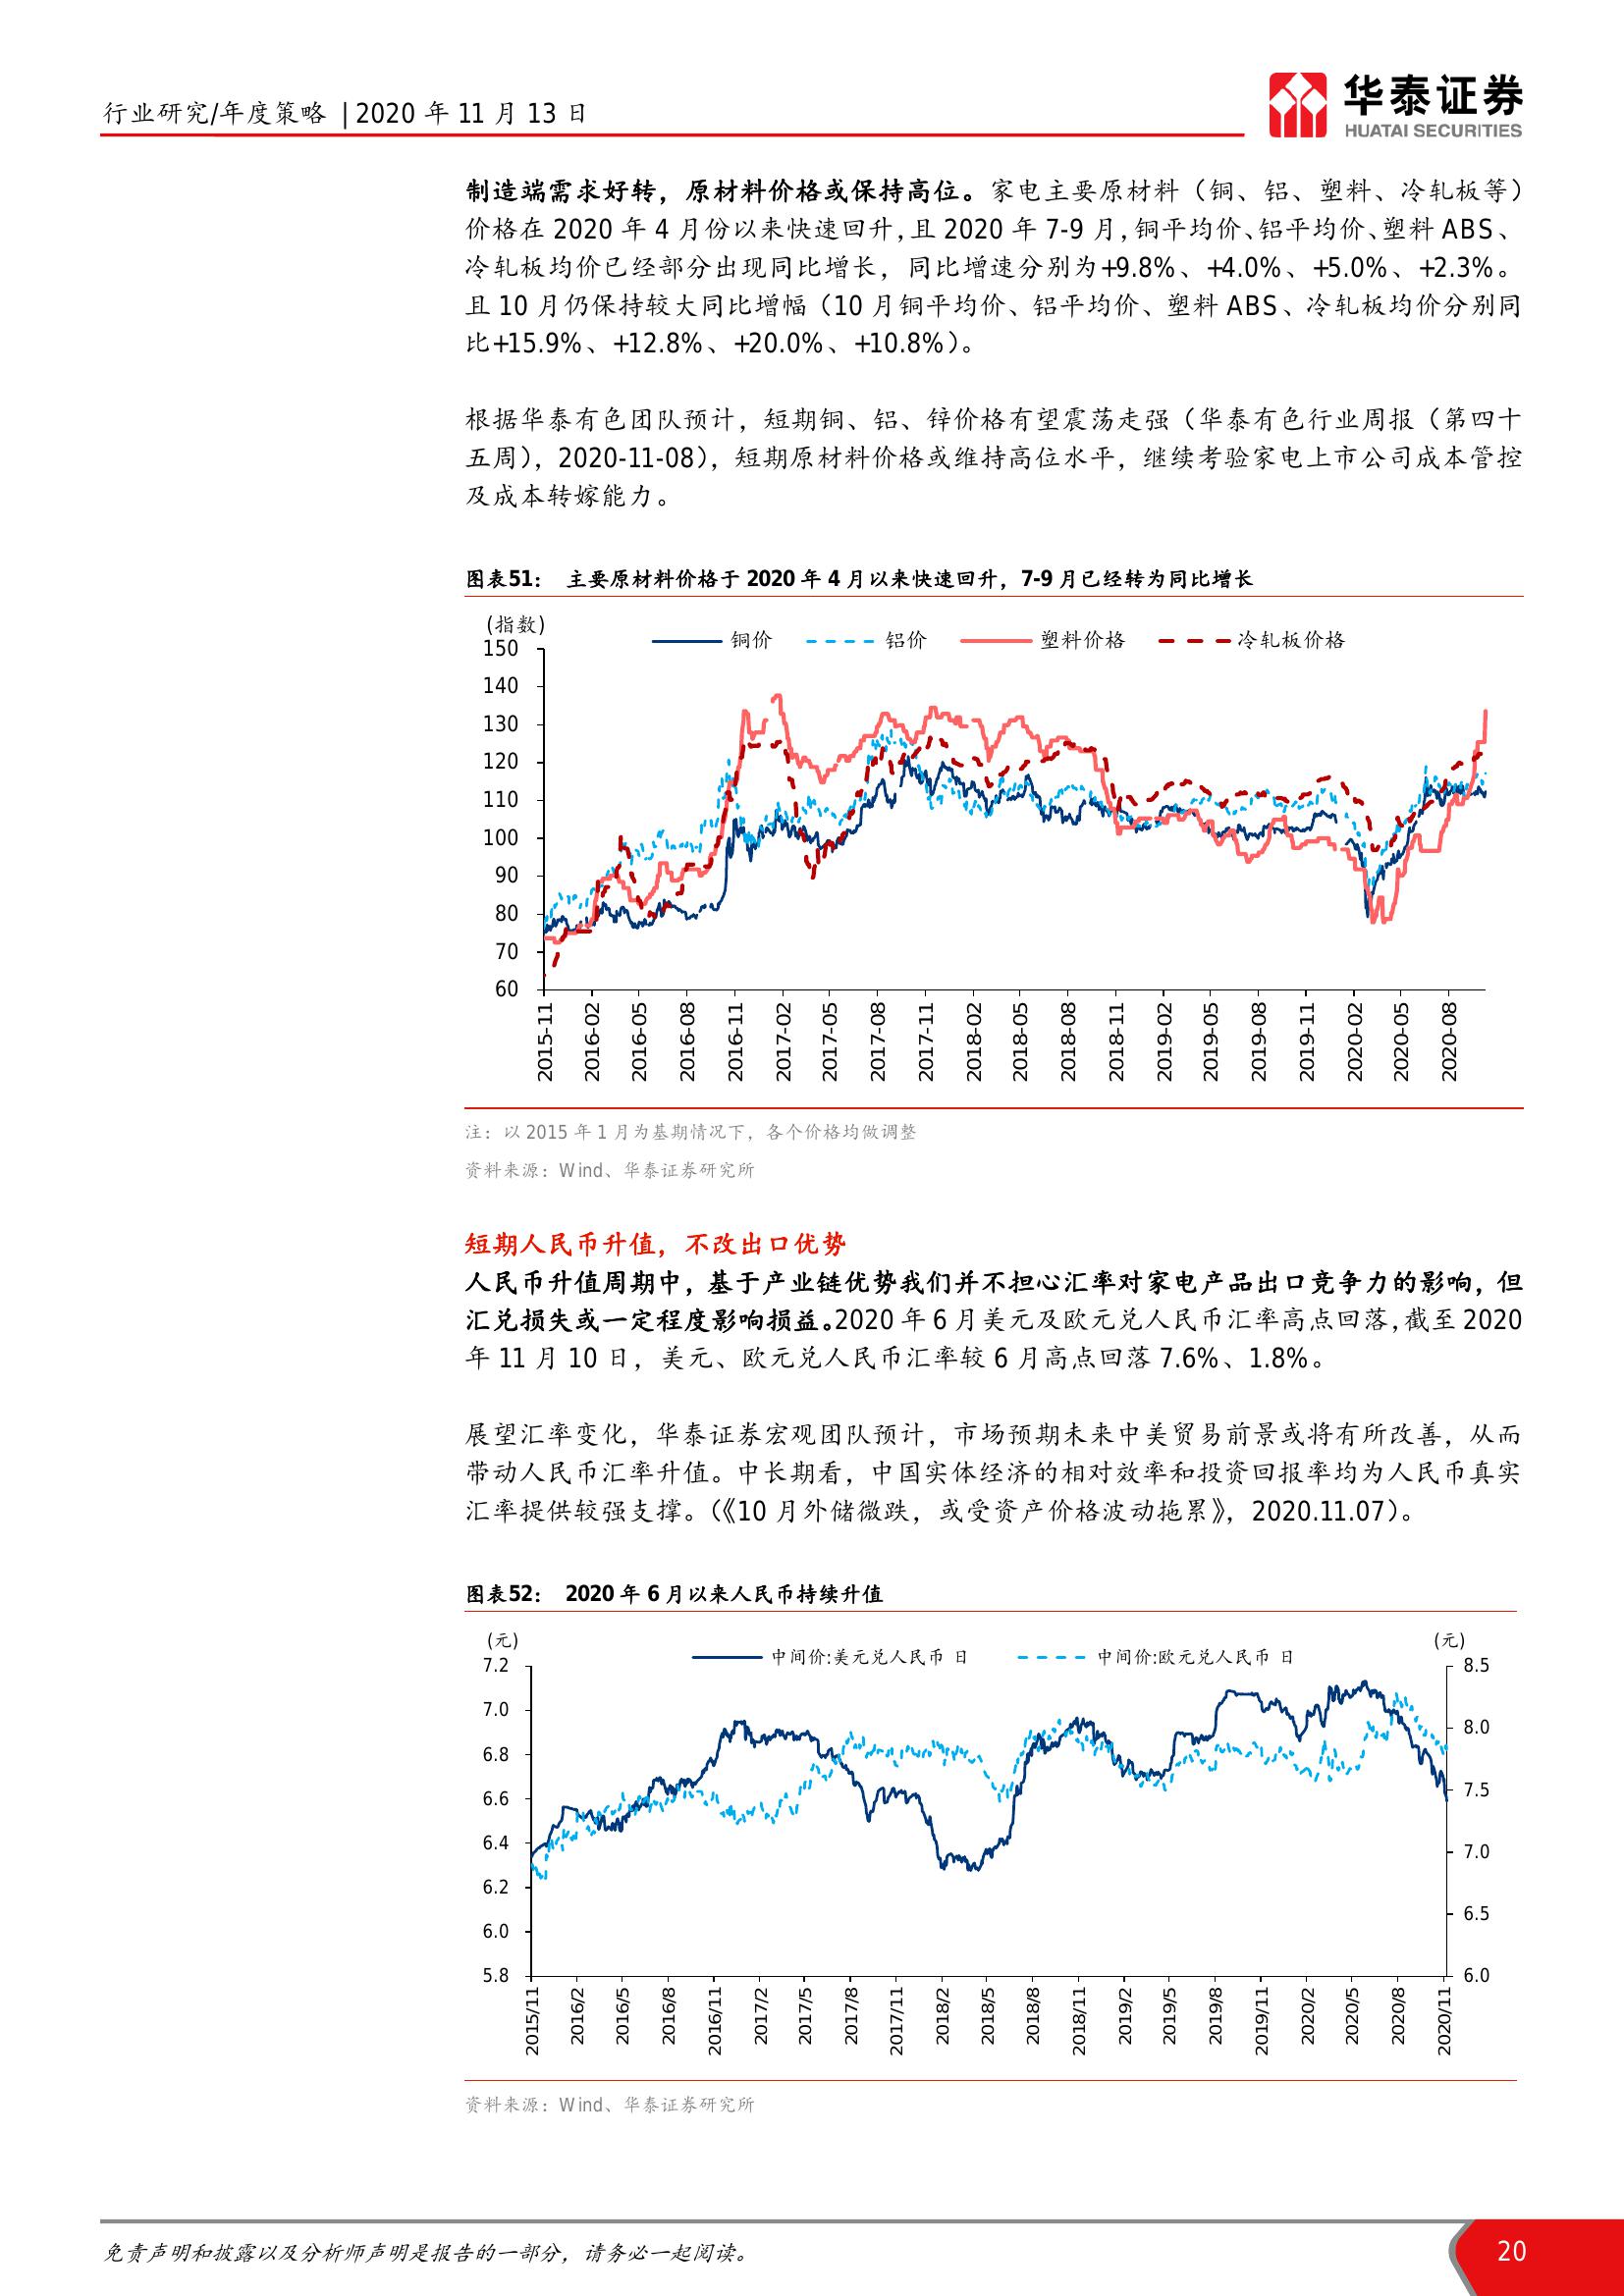 行业研究/年度策略 | 2020 年 11 月 13 日
华泰证券
HUATAI SECURITIES
制造端需求好转，原材料价格或保持高位。家电主要原材料（铜、铝、塑料、冷轧板等）
价格在 2020 年 4 月份以来快速回升，且 2020 年 7-9 月，铜平均价、铝平均价、塑料 ABS、
冷轧板均价已经部分出现同比增长，同比增速分别为+9.8%、+4.0%、+5.0%、+2.3%。
且 10 月仍保持较大同比增幅（10 月铜平均价、铝平均价、塑料 ABS、冷轧板均价分别同
比+15.9%、+12.8%、+20.0%、+10.8%）。
根据华泰有色团队预计，短期铜、铝、锌价格有望震荡走强（华泰有色行业周报（第四十
五周），2020-11-08），短期原材料价格或维持高位水平，继续考验家电上市公司成本管控
及成本转嫁能力。
图表51： 主要原材料价格于 2020 年 4 月以来快速回升，7-9 月已经转为同比增长
(指数)
铜价 铝价 塑料价格 冷轧板价格
150
140
130
120
110
100
90
80
70
60
2015-11 2016-02 2016-05 2016-08 2016-11 2017-02 2017-05 2017-08 2017-11 2018-02 2018-05 2018-08 2018-11 2019-02 2019-05 2019-08 2019-11 2020-02 2020-05 2020-08
注：以 2015 年 1 月为基期情况下，各个价格均做调整
资料来源：Wind、华泰证券研究所
短期人民币升值，不改出口优势
人民币升值周期中，基于产业链优势我们并不担心汇率对家电产品出口竞争力的影响，但
汇兑损失或一定程度影响损益。2020 年 6 月美元及欧元兑人民币汇率高点回落，截至 2020
年 11 月 10 日，美元、欧元兑人民币汇率较 6 月高点回落 7.6%、1.8%。
展望汇率变化，华泰证券宏观团队预计，市场预期未来中美贸易前景或将有所改善，从而
带动人民币汇率升值。中长期看，中国实体经济的相对效率和投资回报率均为人民币真实
汇率提供较强支撑。（《10 月外储微跌，或受资产价格波动拖累》，2020.11.07）。
图表52： 2020 年 6 月以来人民币持续升值
(元) (元)
中间价:美元兑人民币 日 中间价:欧元兑人民币 日
7.2
7.0
6.8
6.6
6.4
6.2
6.0
5.8
8.5
8.0
7.5
7.0
6.5
6.0
2015/11 2016/2 2016/5 2016/8 2016/11 2017/2 2017/5 2017/8 2017/11 2018/2 2018/5 2018/8 2018/11 2019/2 2019/5 2019/8 2019/11 2020/2 2020/5 2020/8 2020/11
资料来源：Wind、华泰证券研究所
免责声明和披露以及分析师声明是报告的一部分，请务必一起阅读。
20